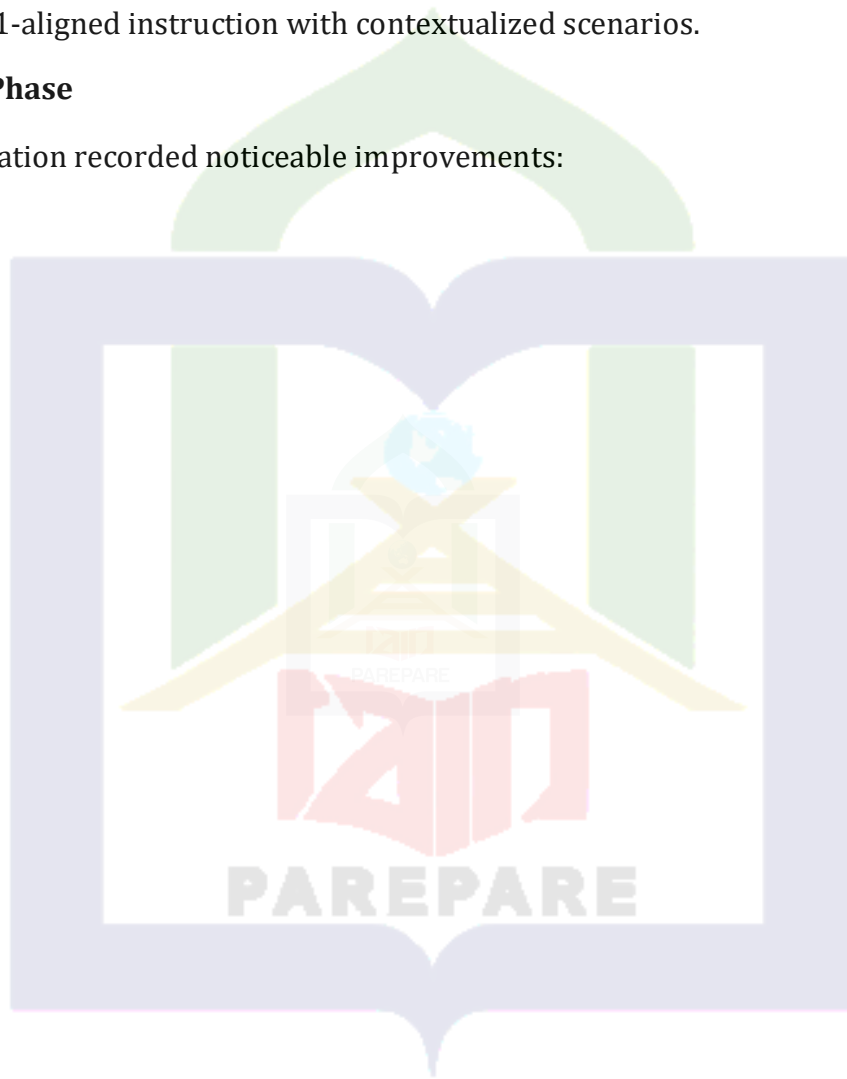 1-aligned instruction with contextualized scenarios.
Phase
ation recorded noticeable improvements:
PAREPARE
PAREPARE